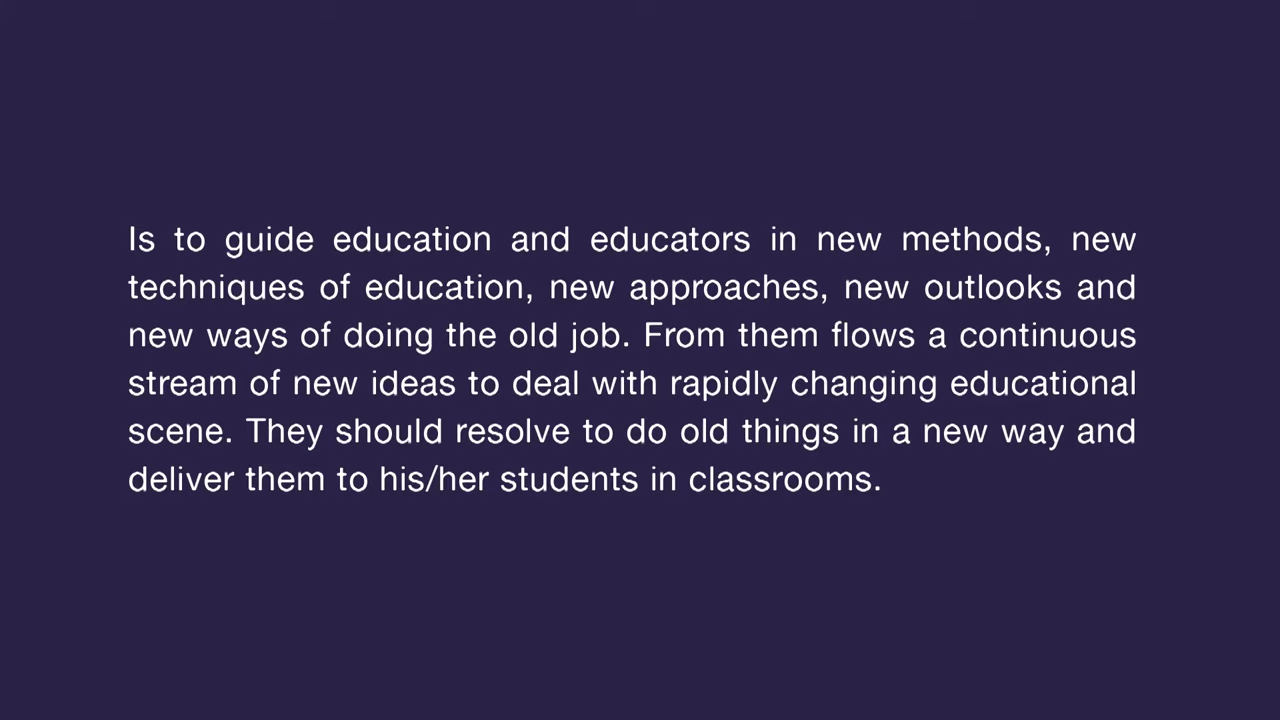 Is to guide education and educators in new methods, new
techniques of education, new approaches, new outlooks and
new ways of doing the old job. From them flows a continuous
stream of new ideas to deal with rapidly changing educational
scene. They should resolve to do old things in a new way and
deliver them to his/her students in classrooms.